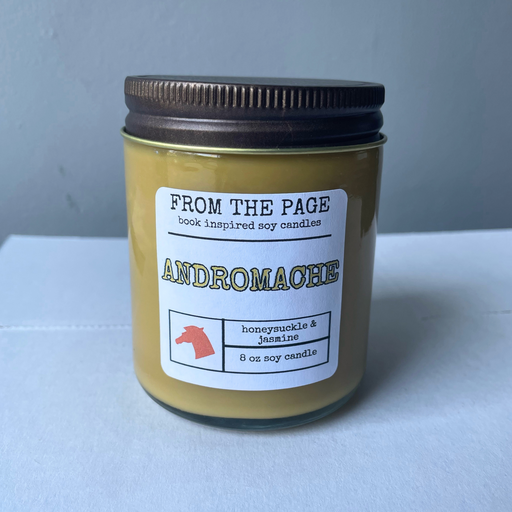 FROM THE PAGE
book inspired soy candles
ANDROMACHE
honeysuckle &
jasmine
8 oz soy candle